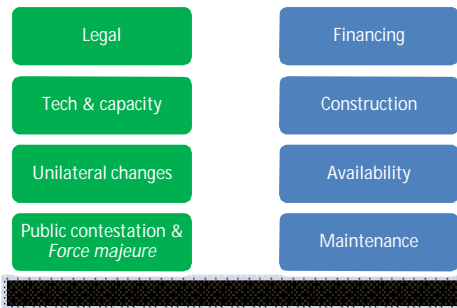 Legal
Financing
Tech & capacity
Construction
Unilateral changes
Availability
Public contestation &
Force majeure
Maintenance